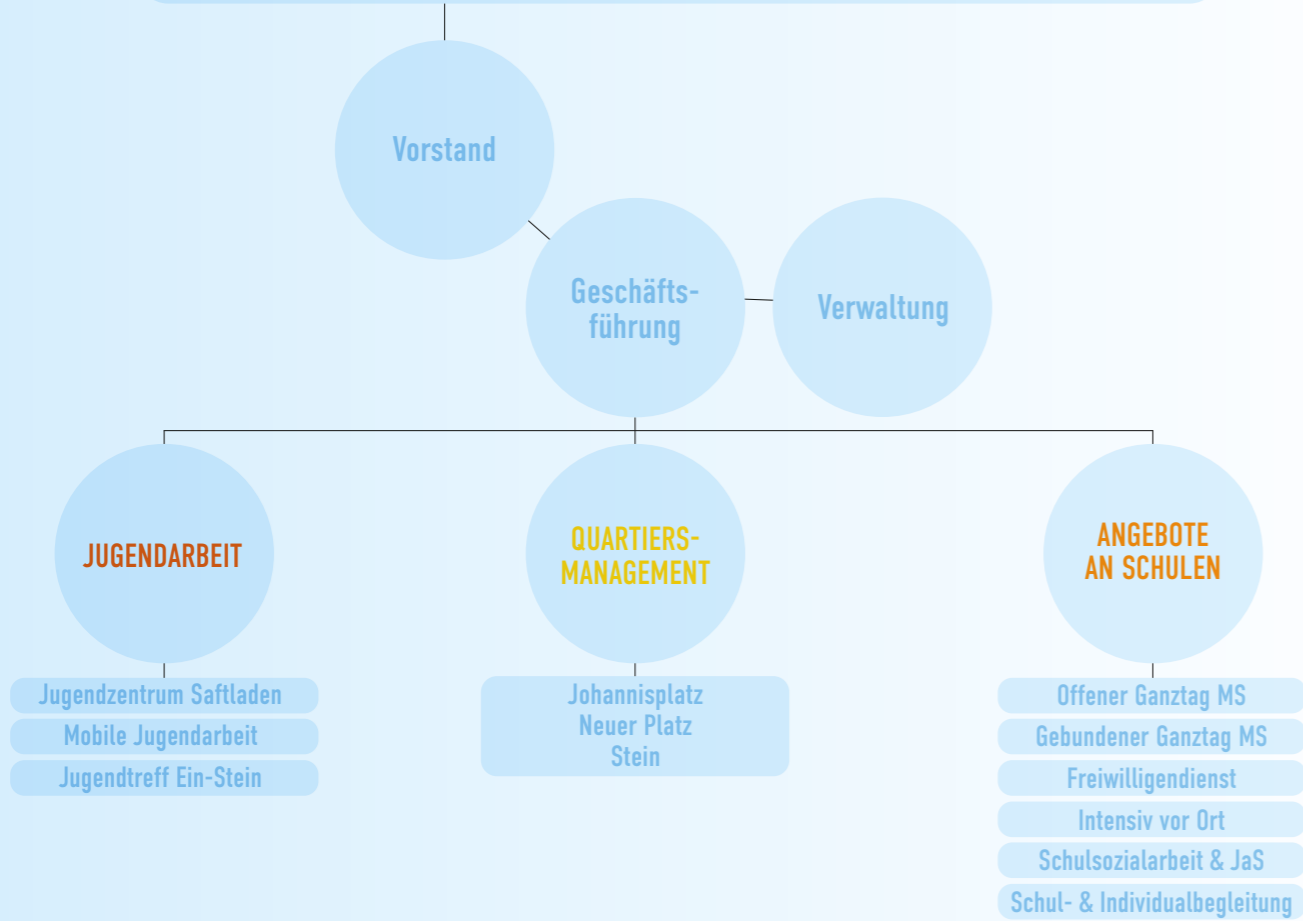 Vorstand
Geschäfts-
führung
Verwaltung
JUGENDARBEIT
QUARTIERS-
MANAGEMENT
ANGEBOTE
AN SCHULEN
Jugendzentrum Saftladen
Mobile Jugendarbeit
Jugendtreff Ein-Stein
Johannisplatz
Neuer Platz
Stein
Offener Ganztag MS
Gebundener Ganztag MS
Freiwilligendienst
Intensiv vor Ort
Schulsozialarbeit & JaS
Schul- & Individualbegleitung